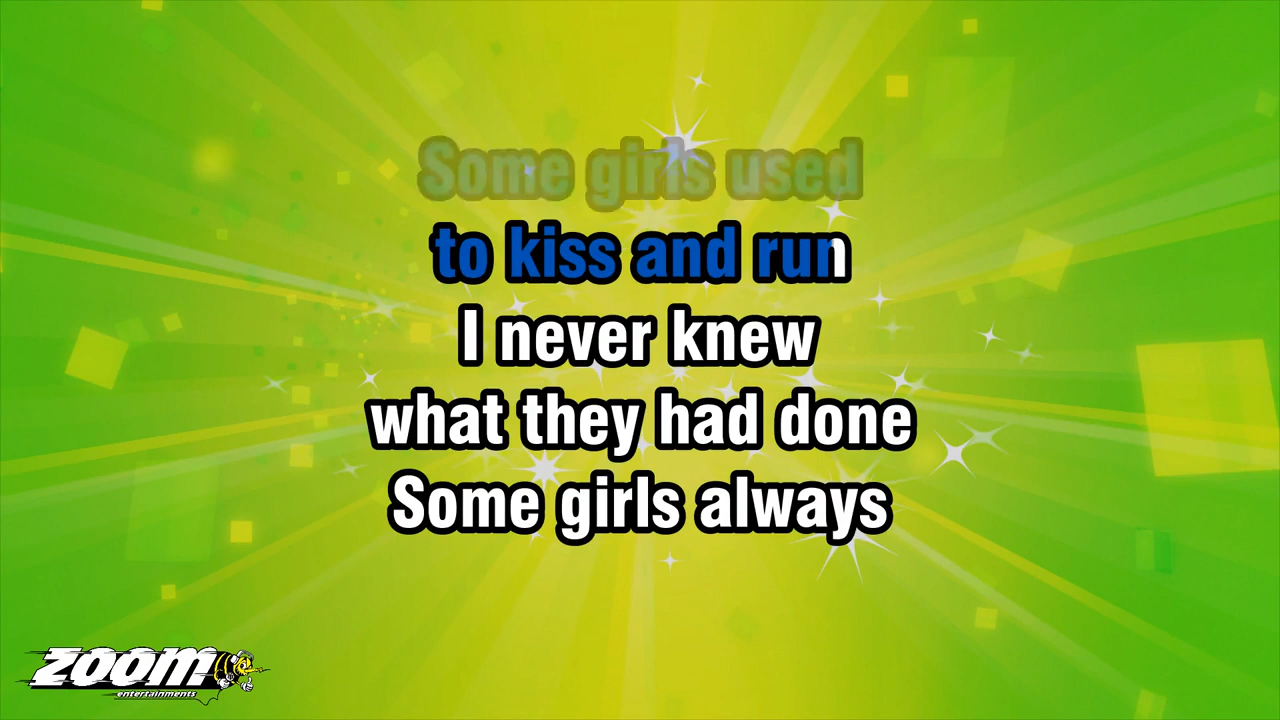 Some girls used
to kiss and run
I never knew
what they had done
Some girls always
zoom
entertainments